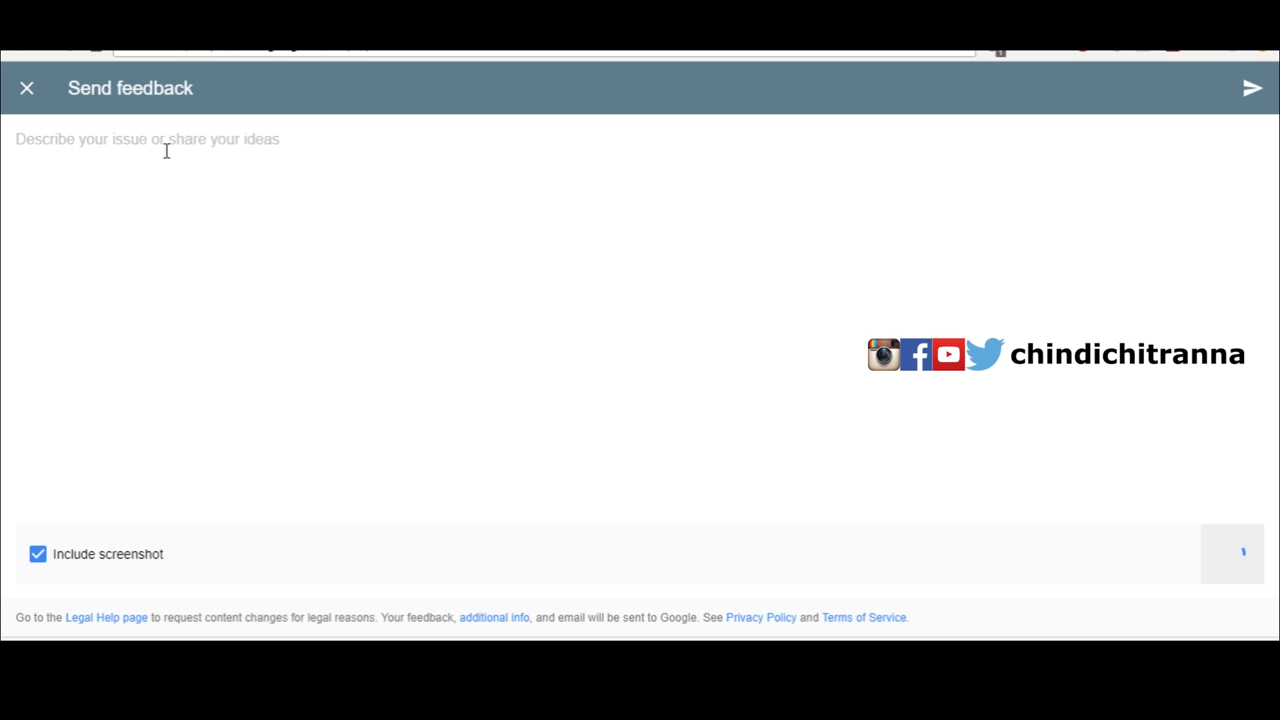 Send feedback
Describe your issue or share your ideas
chindichitranna
Include screenshot
Go to the Legal Help page to request content changes for legal reasons. Your feedback, additional info, and email will be sent to Google. See Privacy Policy and Terms of Service.